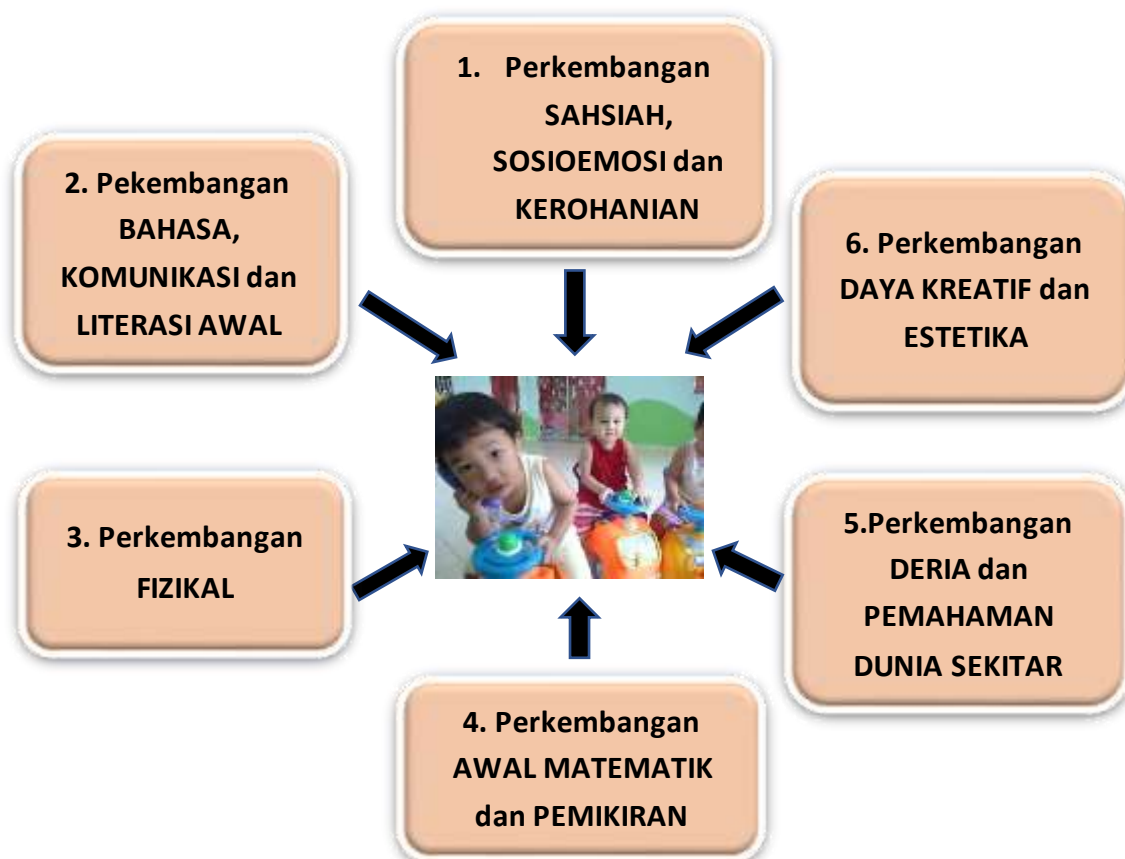 1. Perkembangan
SAHSIAH,
SOSIOEMOSI dan
KEROHANIAN
2. Pekembangan
BAHASA,
KOMUNIKASI dan
LITERASI AWAL
3. Perkembangan
FIZIKAL
4. Perkembangan
AWAL MATEMATIK
dan PEMIKIRAN
5.Perkembangan
DERIA dan
PEMAHAMAN
DUNIA SEKITAR
6. Perkembangan
DAYA KREATIF dan
ESTETIKA